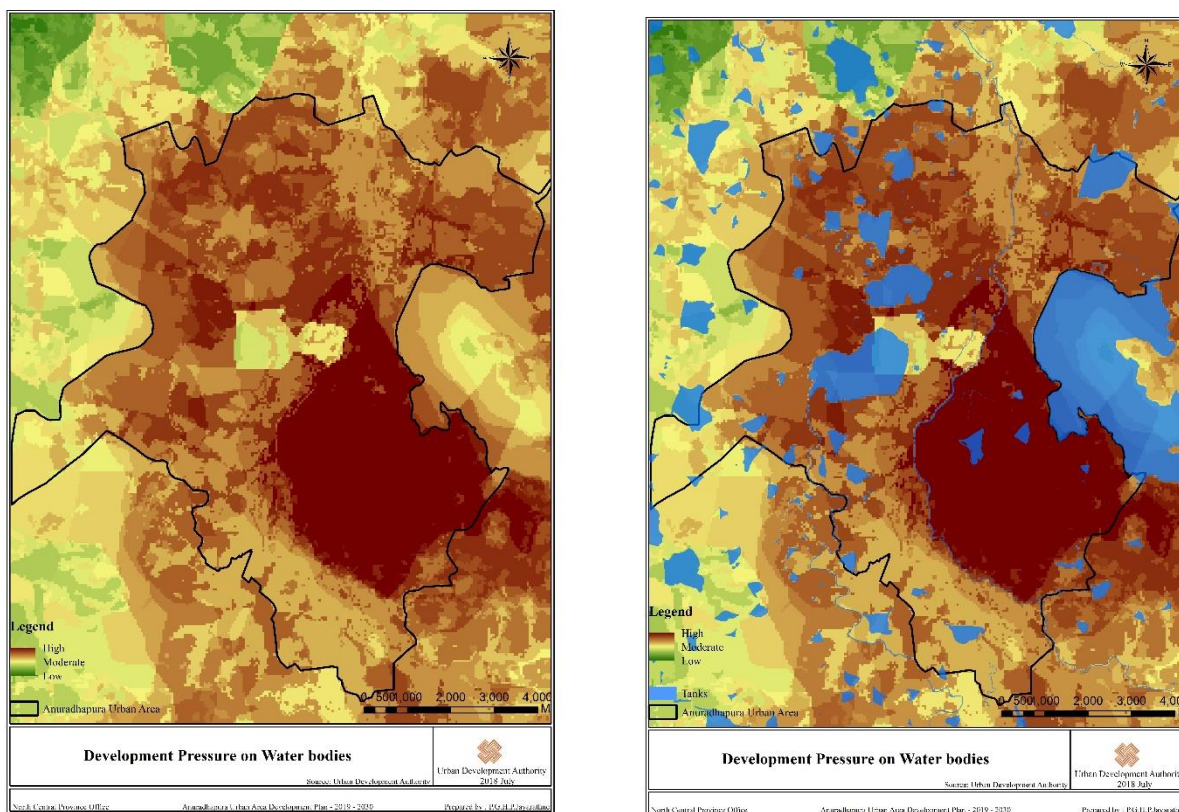 N
W E
S
Legend
High
Moderate
Low
Anuradhapura Urban Area
0 500 1,000 2,000 3,000 4,000
M
Development Pressure on Water bodies
Source: Urban Development Authority
Urban Development Authority
2018 July
North Central Province Office
Anuradhapura Urban Area Development Plan - 2019 - 2030
Legend
High
Moderate
Low
Tanks
Anuradhapura Urban Area
0 500 1,000 2,000 3,000
Development Pressure on Water bodies
Source: Urban Development Authority
Urban Development Authority
2018 July
North Central Province Office
Anuradhapura Urban Area Development Plan - 2019 - 2030